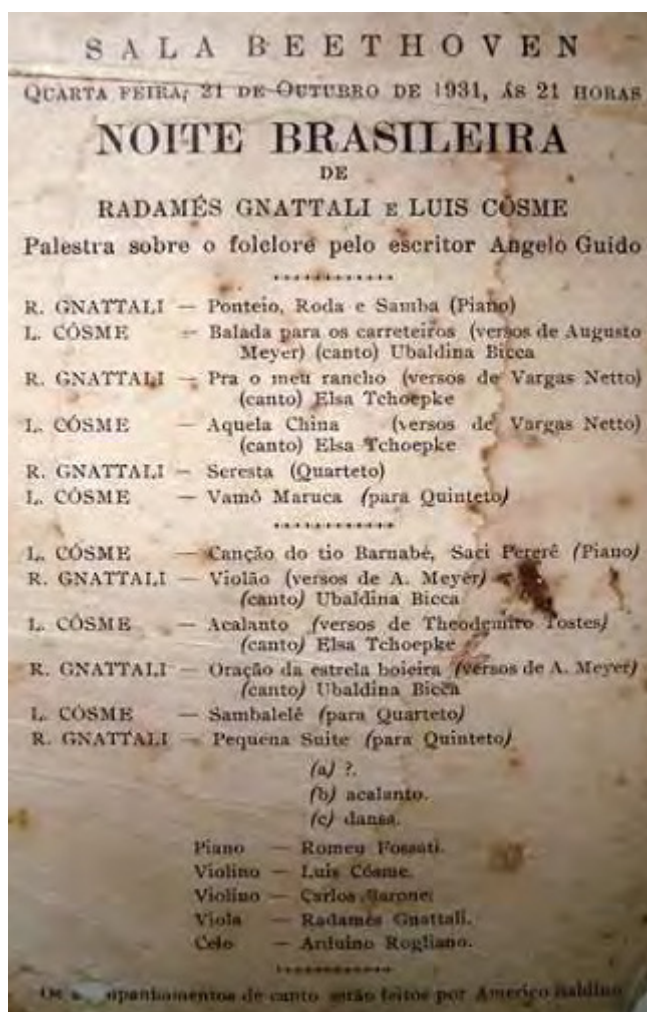 SALA BEETHOVEN
QUARTA FEIRA, 21 DE OUTUBRO DE 1931, ÁS 21 HORAS
NOITE BRASILEIRA
DE
RADAMÉS GNATTALI E LUIS CÓSME
Palestra sobre o folclore pelo escritor Angelo Guido
R. GNATTALI — Ponteio, Roda e Samba (Piano)
L. CÓSME — Balada para os carreteiros (versos de Augusto
Meyer) (canto) Ubaldina Bicca
R. GNATTALI — Pra o meu rancho (versos de Vargas Netto)
(canto) Elsa Tchoepke
L. CÓSME — Aquela China (versos de Vargas Netto)
(canto) Elsa Tchoepke
R. GNATTALI — Seresta (Quarteto)
L. CÓSME — Vamô Maruca (para Quinteto)
L. CÓSME — Canção do tio Barnabé, Saci Pererê (Piano)
R. GNATTALI — Violão (versos de A. Meyer)
(canto) Ubaldina Bicca
L. CÓSME — Acalanto (versos de Theodemiro Tostes)
(canto) Elsa Tchoepke
R. GNATTALI — Oração da estrela boieira (versos de A. Meyer)
(canto) Ubaldina Bicca
L. CÓSME — Sambalelê (para Quarteto)
R. GNATTALI — Pequena Suite (para Quinteto)
(a) ?.
(b) acalanto.
(c) dansa.
Piano — Romeu Fossati.
Violino — Luis Cósme.
Violino — Carlos Barone.
Viola — Radamés Gnattali.
Celo — Arduino Rogliano.
Os de canto serão feitos por Americo Baldino